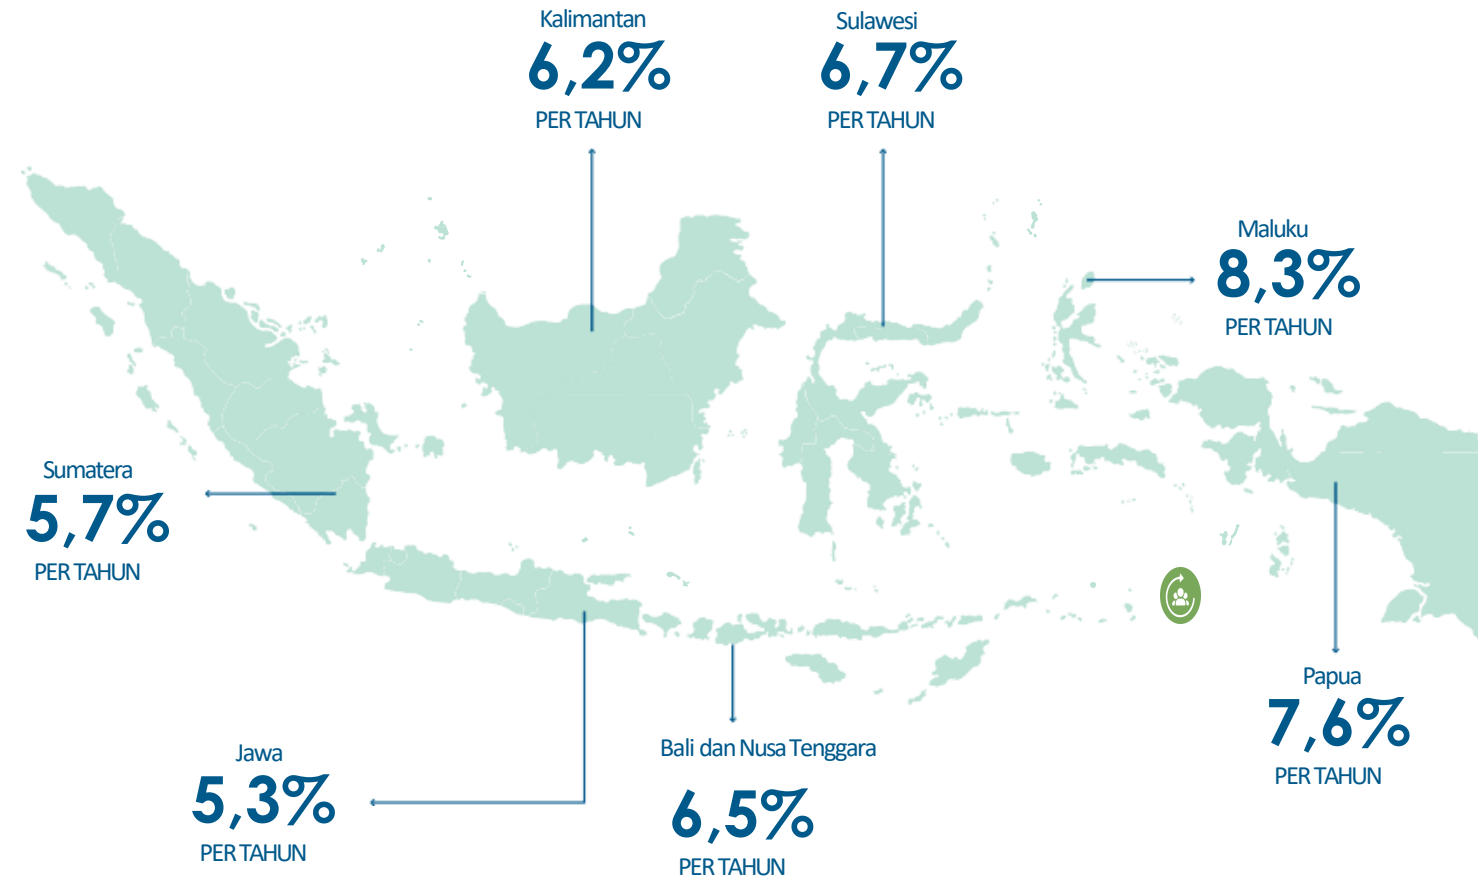 Kalimantan
6,2%
PER TAHUN
Sulawesi
6,7%
PER TAHUN
Maluku
8,3%
PER TAHUN
Sumatera
5,7%
PER TAHUN
Papua
7,6%
PER TAHUN
Jawa
5,3%
PER TAHUN
Bali dan Nusa Tenggara
6,5%
PER TAHUN